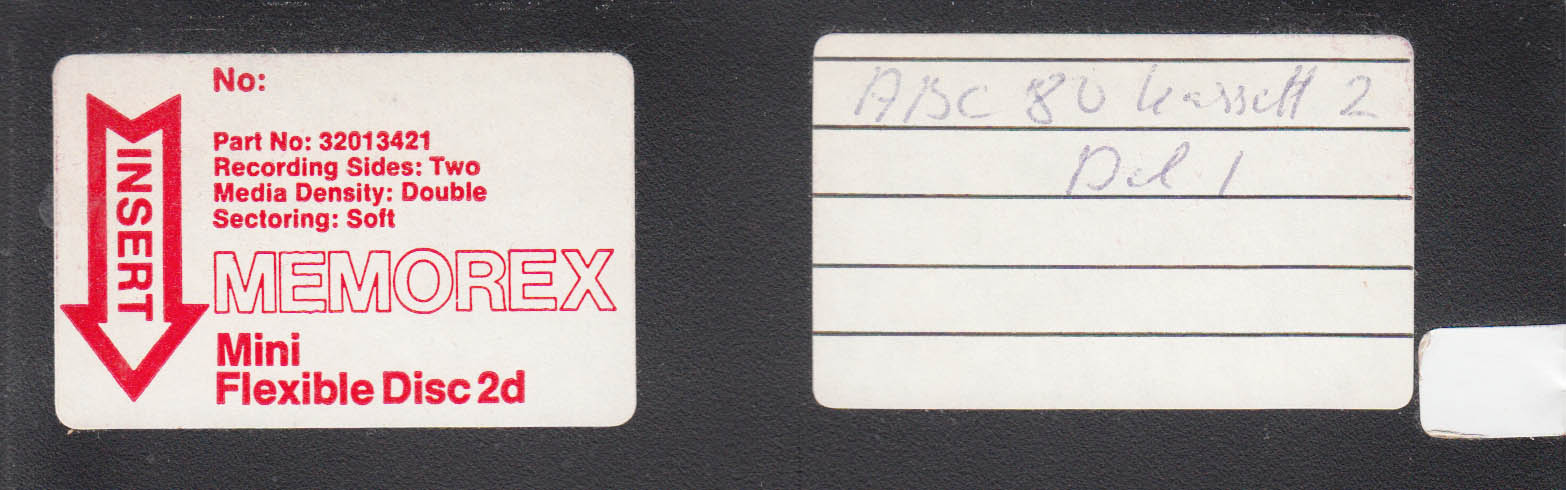 No:
INSERT
Part No: 32013421
Recording Sides: Two
Media Density: Double
Sectoring: Soft
MEMOREX
Mini
Flexible Disc 2d
ABC 80 kassett 2
Del 1